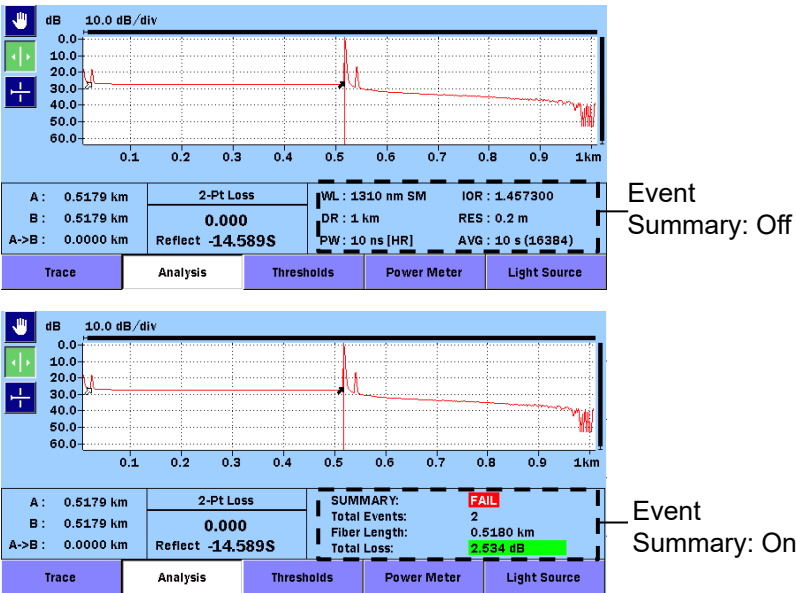 dB 10.0 dB/div
0.0
10.0
20.0
30.0
40.0
50.0
60.0
0.1 0.2 0.3 0.4 0.5 0.6 0.7 0.8 0.9 1km
A : 0.5179 km 2-Pt Loss WL : 1310 nm SM IOR : 1.457300
B : 0.5179 km 0.000 DR : 1 km RES : 0.2 m
A->B : 0.0000 km Reflect -14.589S PW : 10 ns [HR] AVG : 10 s (16384)
Event
Summary: Off
Trace Analysis Thresholds Power Meter Light Source
dB 10.0 dB/div
0.0
10.0
20.0
30.0
40.0
50.0
60.0
0.1 0.2 0.3 0.4 0.5 0.6 0.7 0.8 0.9 1km
A : 0.5179 km 2-Pt Loss SUMMARY: FAIL
B : 0.5179 km 0.000 Total Events: 2
Fiber Length: 0.5180 km
A->B : 0.0000 km Reflect -14.589S Total Loss: 2.534 dB
Event
Summary: On
Trace Analysis Thresholds Power Meter Light Source